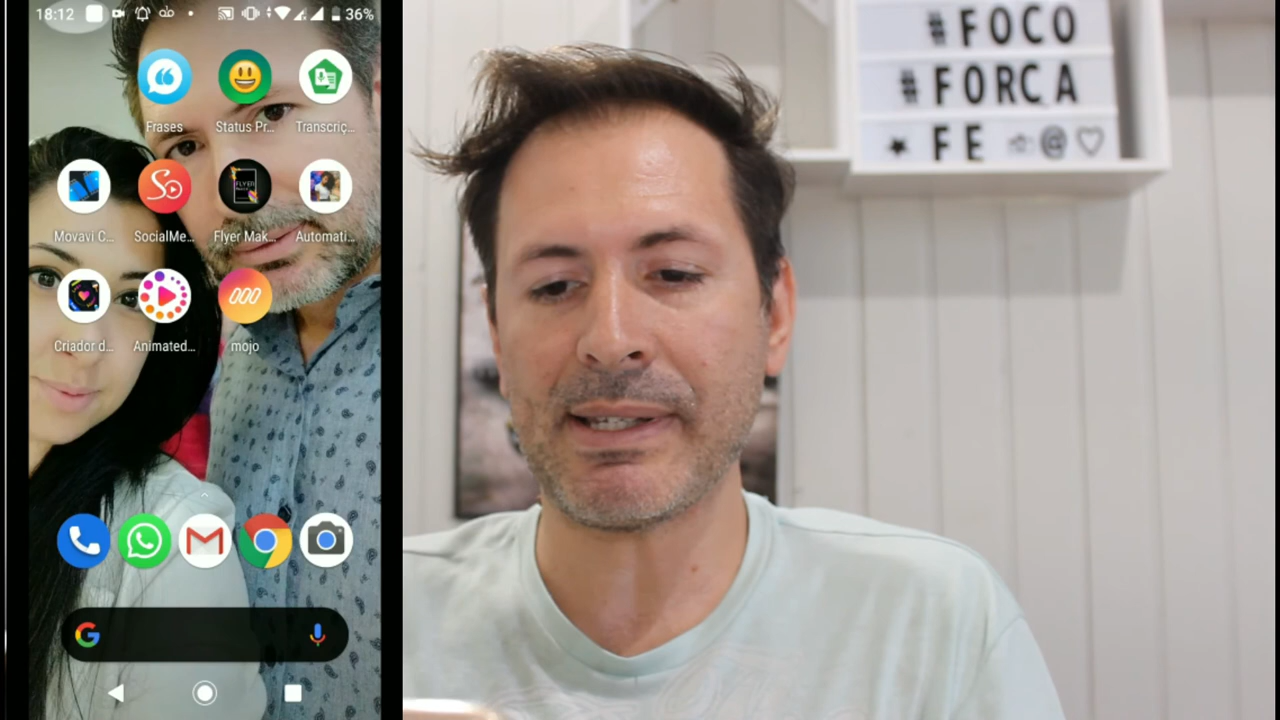 18:12
36%
Frases
Status Pr...
Transcriç...
Movavi C...
SocialMe...
Flyer Mak...
Automati...
Criador d...
Animated...
mojo
#FOCO
#FORCA
★ FE @♡